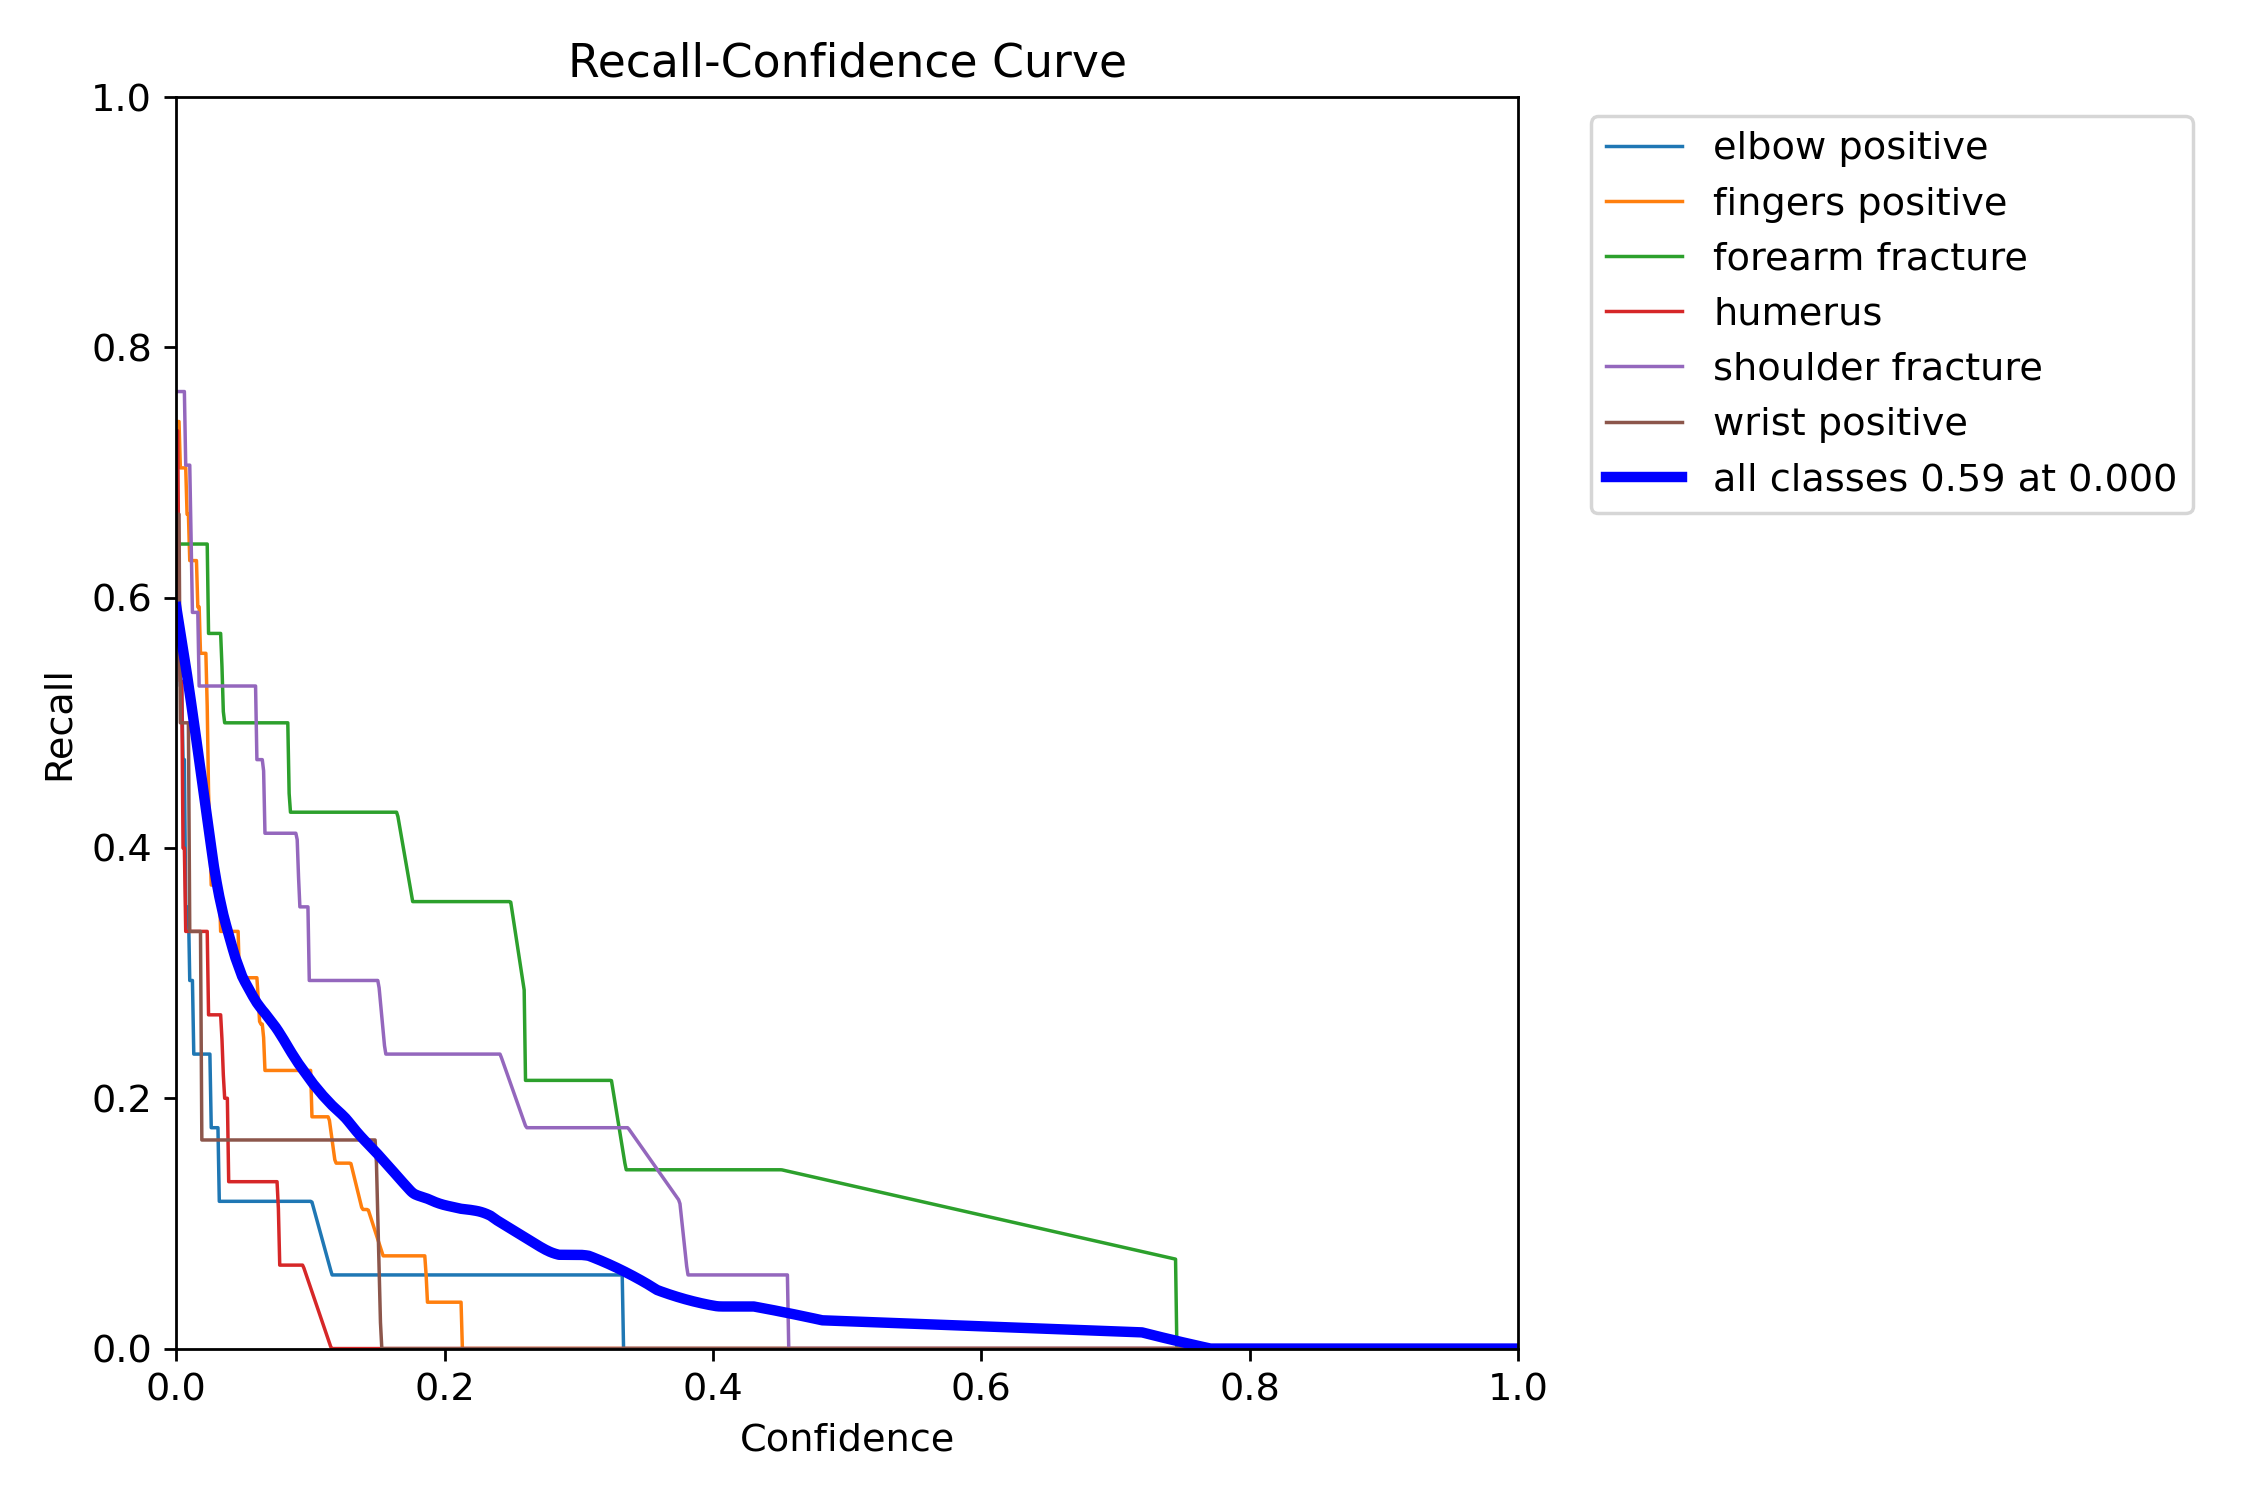 Recall-Confidence Curve
1.0
0.8
0.6
0.4
0.2
0.0
Recall
0.0 0.2 0.4 0.6 0.8 1.0
Confidence
elbow positive
fingers positive
forearm fracture
humerus
shoulder fracture
wrist positive
all classes 0.59 at 0.000